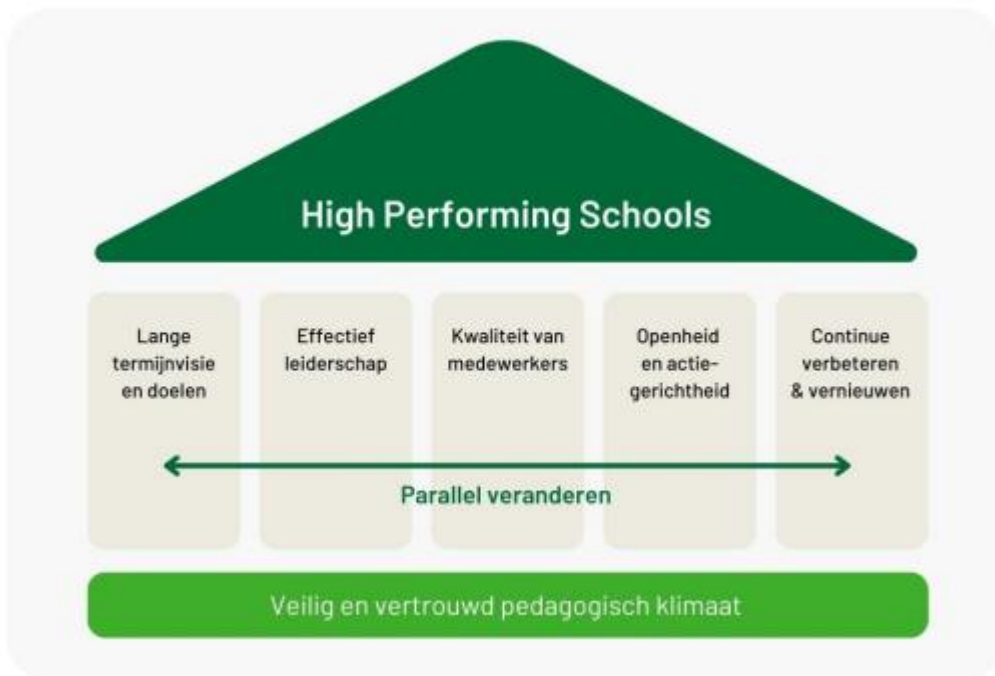 High Performing Schools
Lange
termijnvisie
en doelen
Effectief
leiderschap
Kwaliteit van
medewerkers
Openheid
en actie-
gerichtheid
Continue
verbeteren
& vernieuwen
Parallel veranderen
Veilig en vertrouwd pedagogisch klimaat